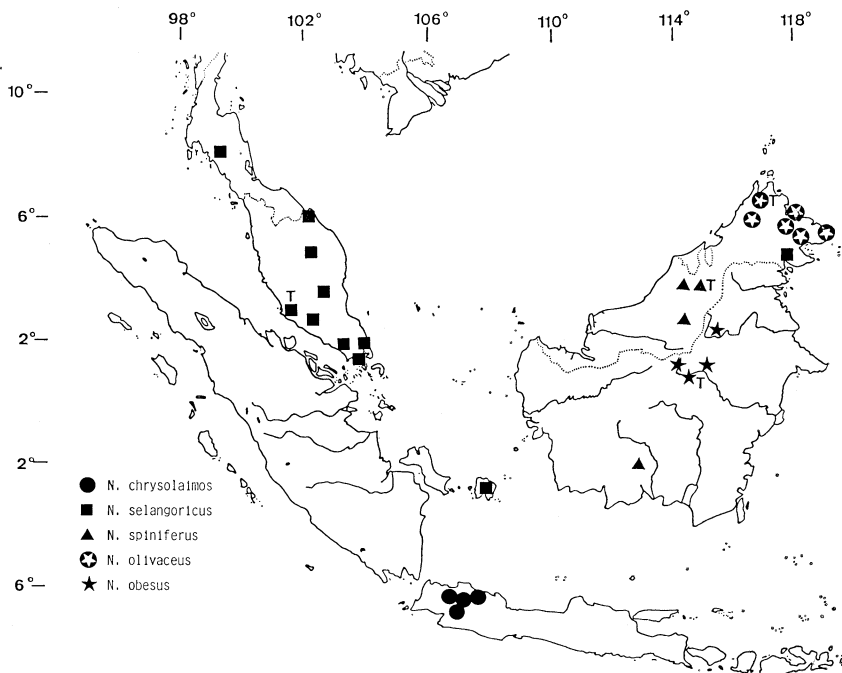 98° 102° 106° 110° 114° 118°
10°
6°
2°
2°
6°
T
T
T
T
N. chrysolaimos
N. selangoricus
N. spiniferus
N. olivaceus
N. obesus